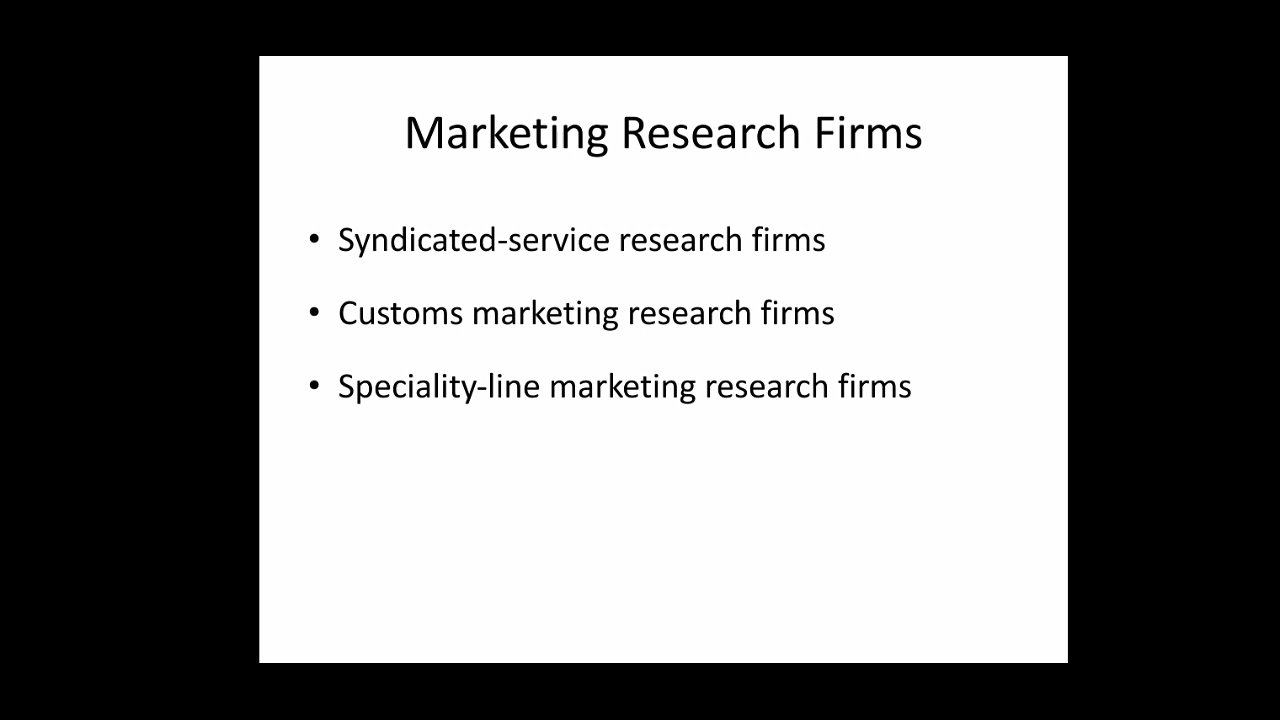 Marketing Research Firms
• Syndicated-service research firms
• Customs marketing research firms
• Speciality-line marketing research firms